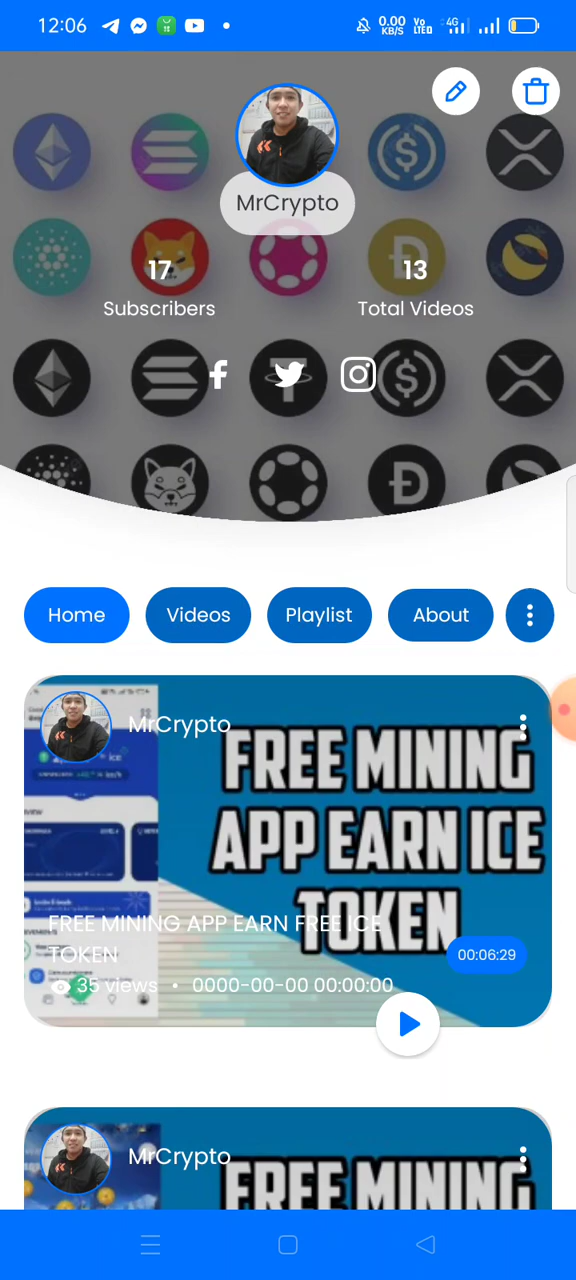 12:06
0.00
KB/S
Vo
LTE
4G
MrCrypto
17
13
Subscribers
Total Videos
Home
Videos
Playlist
About
MrCrypto
FREE MINING
APP EARN ICE
TOKEN
FREE MINING APP EARN FREE ICE
TOKEN
00:06:29
35 views • 0000-00-00 00:00:00
MrCrypto
FREE MINING